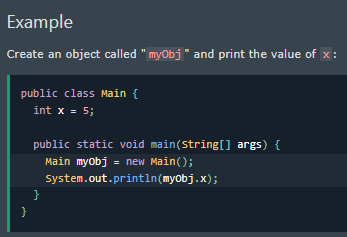 Example
Create an object called "myObj" and print the value of x:
public class Main {
  int x = 5;

  public static void main(String[] args) {
    Main myObj = new Main();
    System.out.println(myObj.x);
  }
}